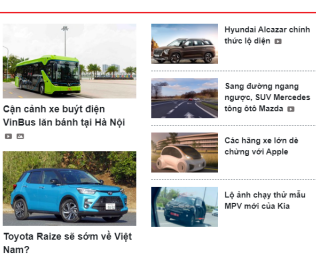 Cận cảnh xe buýt điện
VinBus lăn bánh tại Hà Nội
Toyota Raize sẽ sớm về Việt
Nam?
Hyundai Alcazar chính
thức lộ diện
Sang đường ngang
ngược, SUV Mercedes
tông ôtô Mazda
Các hãng xe lớn dè
chừng với Apple
Lộ ảnh chạy thử mẫu
MPV mới của Kia